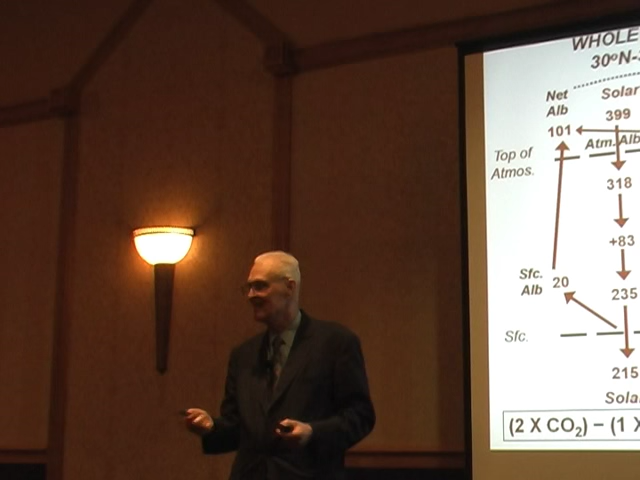 WHOLE
30ºN-
Net
Alb
Solar
399
101
Atm. Alb
Top of
Atmos.
318
+83
Sfc.
Alb
20
235
Sfc.
215
Sola
(2 X CO₂) – (1 X